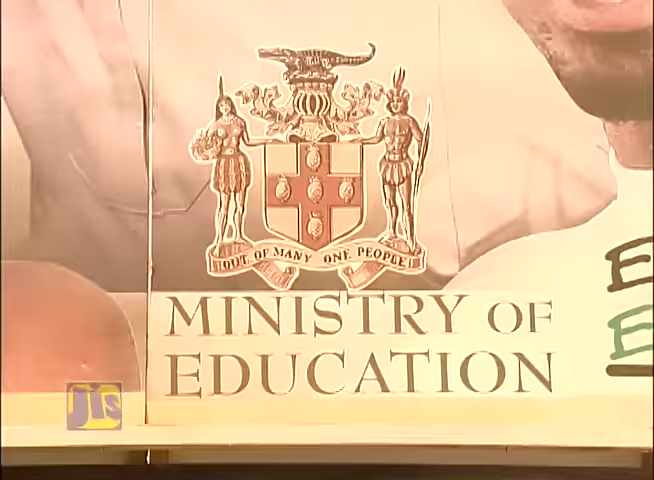 OUT OF MANY ONE PEOPLE
MINISTRY OF
EDUCATION
E
E
jis